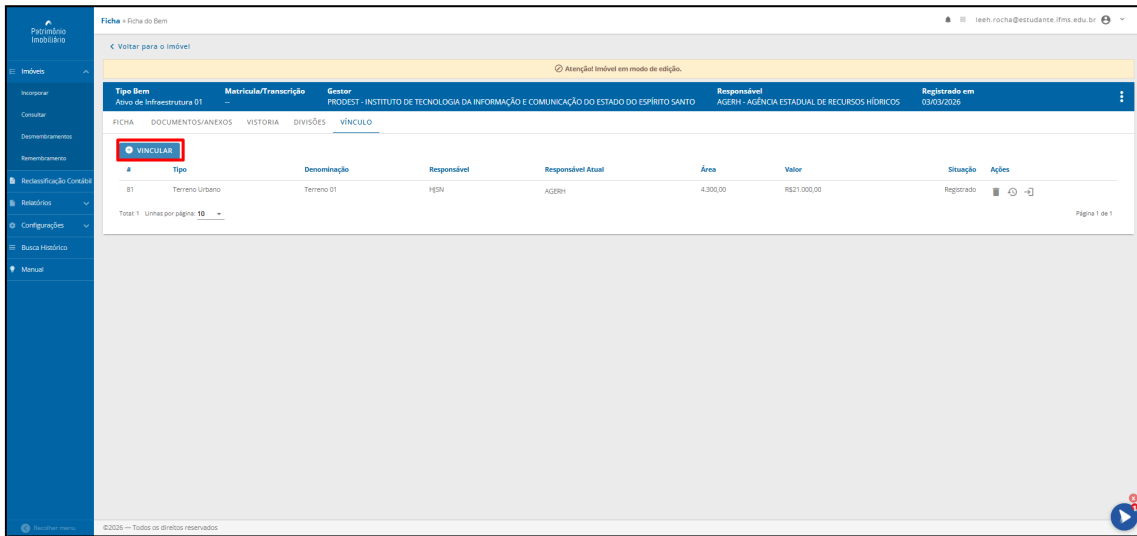 Patrimônio
Imobiliário
Ficha » Ficha do Bem
leeh.rocha@estudante.ifms.edu.br
Voltar para o imóvel
Atenção! Imóvel em modo de edição.
Imóveis
Incorporar
Consultar
Desmembramentos
Remembramento
Reclassificação Contábil
Relatórios
Configurações
Busca Histórico
Manual
Tipo Bem Matrícula/Transcrição Gestor Responsável Registrado em
Ativo de Infraestrutura 01 -- PRODEST - INSTITUTO DE TECNOLOGIA DA INFORMAÇÃO E COMUNICAÇÃO DO ESTADO DO ESPÍRITO SANTO AGERH - AGÊNCIA ESTADUAL DE RECURSOS HÍDRICOS 03/03/2026
FICHA DOCUMENTOS/ANEXOS VISTORIA DIVISÕES VÍNCULO
VINCULAR
# Tipo Denominação Responsável Responsável Atual Área Valor Situação Ações
81 Terreno Urbano Terreno 01 HJSN AGERH 4.300,00 R$21.000,00 Registrado
Total: 1 Linhas por página: 10 Página 1 de 1
Recolher menu
©2026 — Todos os direitos reservados